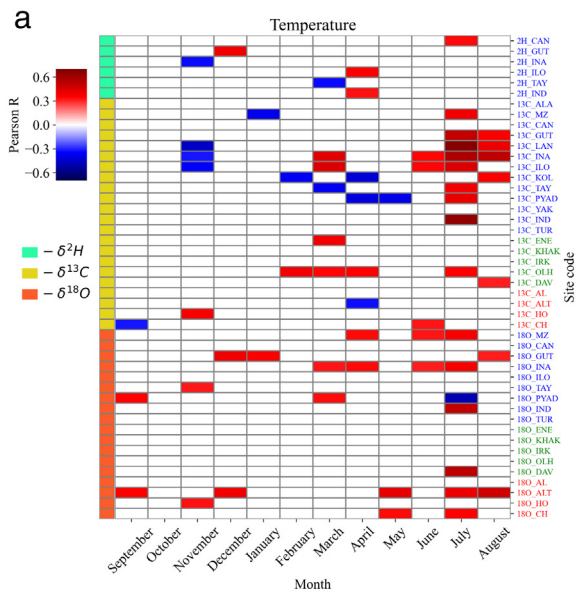 a
Temperature
0.6
0.3
0.0
−0.3
−0.6
Pearson R
- δ²H
- δ¹³C
- δ¹⁸O
2H_CAN
2H_GUT
2H_INA
2H_ILO
2H_TAY
2H_IND
13C_ALA
13C_MZ
13C_CAN
13C_GUT
13C_LAN
13C_INA
13C_ILO
13C_KOL
13C_TAY
13C_PYAD
13C_YAK
13C_IND
13C_TUR
13C_ENE
13C_KHAK
13C_IRK
13C_OLH
13C_DAV
13C_AL
13C_ALT
13C_HO
13C_CH
18O_MZ
18O_CAN
18O_GUT
18O_INA
18O_ILO
18O_TAY
18O_PYAD
18O_IND
18O_TUR
18O_ENE
18O_KHAK
18O_IRK
18O_OLH
18O_DAV
18O_AL
18O_ALT
18O_HO
18O_CH
Site code
September
October
November
December
January
February
March
April
May
June
July
August
Month